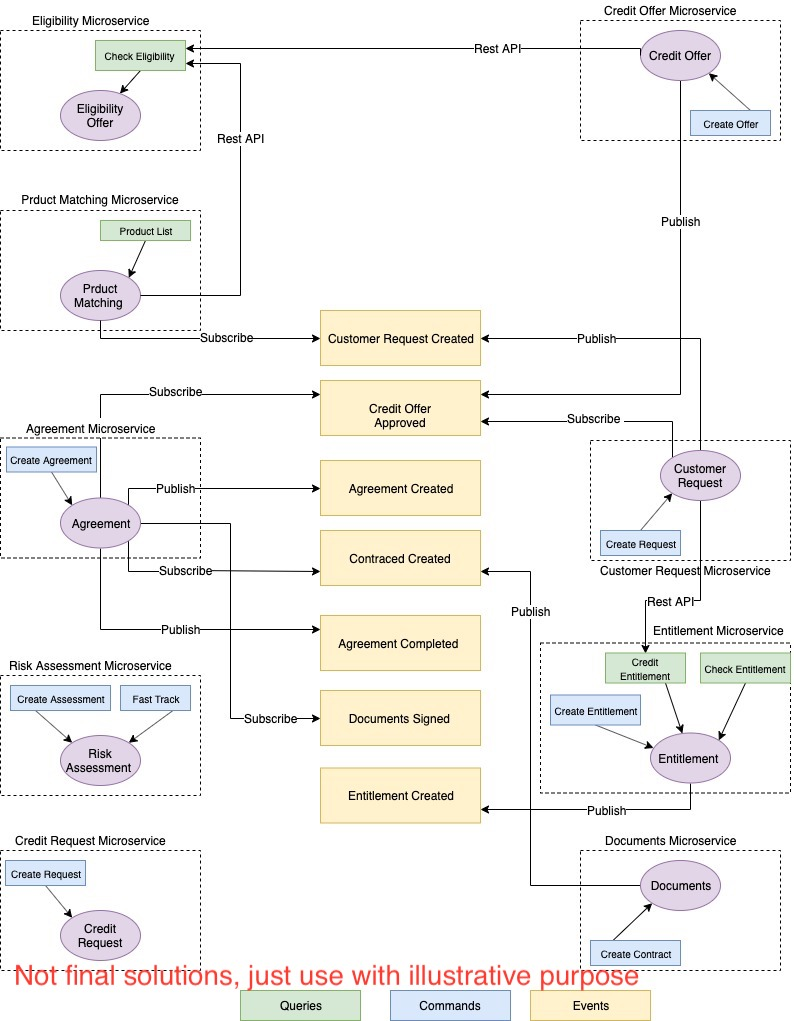 Eligibility Microservice
Credit Offer Microservice
Check Eligibility
Rest API
Credit Offer
Eligibility
Offer
Create Offer
Rest API
Prduct Matching Microservice
Publish
Product List
Prduct
Matching
Subscribe
Customer Request Created
Publish
Subscribe
Credit Offer
Approved
Subscribe
Agreement Microservice
Create Agreement
Customer
Request
Publish
Agreement Created
Agreement
Create Request
Subscribe
Contraced Created
Customer Request Microservice
Rest API
Publish
Publish
Agreement Completed
Entitlement Microservice
Risk Assessment Microservice
Credit
Entitlement
Check Entitlement
Create Assessment
Fast Track
Create Entitlement
Subscribe
Documents Signed
Risk
Assessment
Entitlement
Entitlement Created
Publish
Credit Request Microservice
Documents Microservice
Create Request
Documents
Credit
Request
Create Contract
Not final solutions, just use with illustrative purpose
Queries
Commands
Events